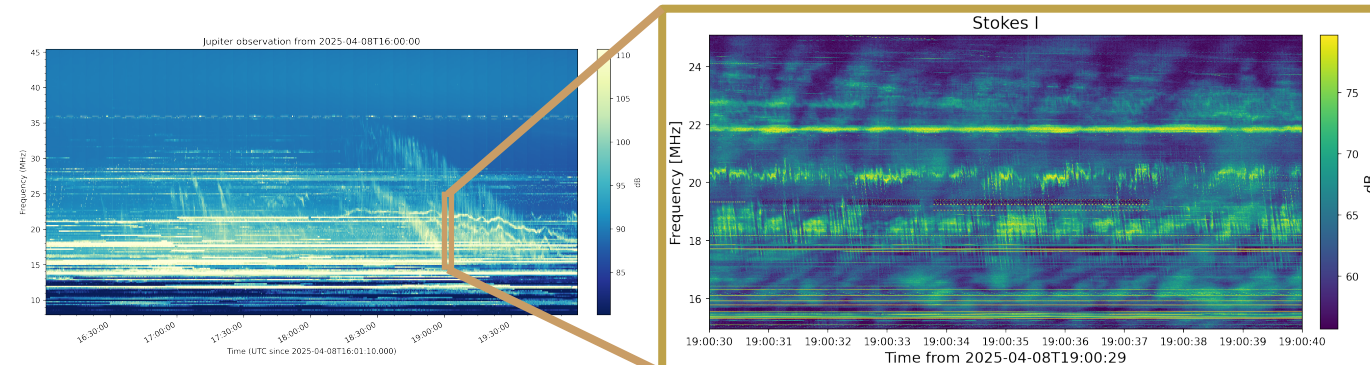 Jupiter observation from 2025-04-08T16:00:00
45
40
35
30
25
20
15
10
Frequency (MHz)
16:30:00 17:00:00 17:30:00 18:00:00 18:30:00 19:00:00 19:30:00
Time (UTC since 2025-04-08T16:01:10.000)
110
105
100
95
90
85
dB
Stokes I
24
22
20
18
16
Frequency [MHz]
19:00:30 19:00:31 19:00:32 19:00:33 19:00:34 19:00:35 19:00:36 19:00:37 19:00:38 19:00:39 19:00:40
Time from 2025-04-08T19:00:29
75
70
65
60
dB